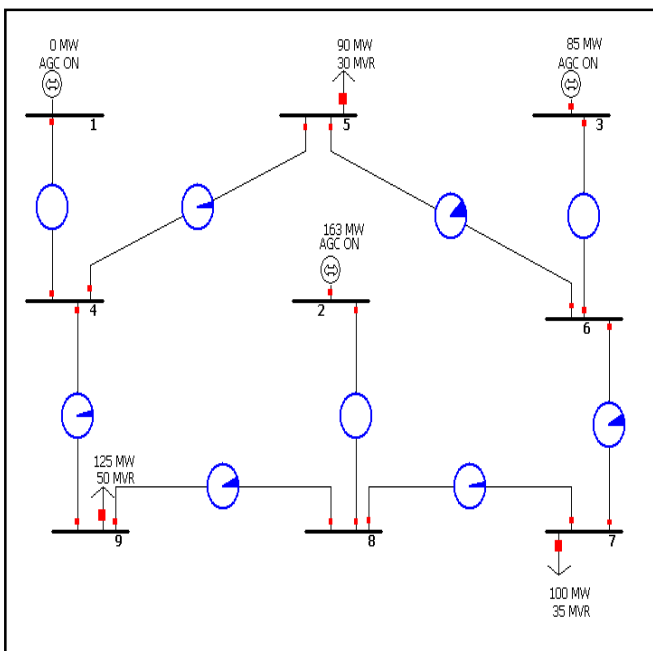 0 MW
AGC ON
90 MW
30 MVR
85 MW
AGC ON
1
5
3
163 MW
AGC ON
4
2
6
125 MW
50 MVR
9
8
7
100 MW
35 MVR